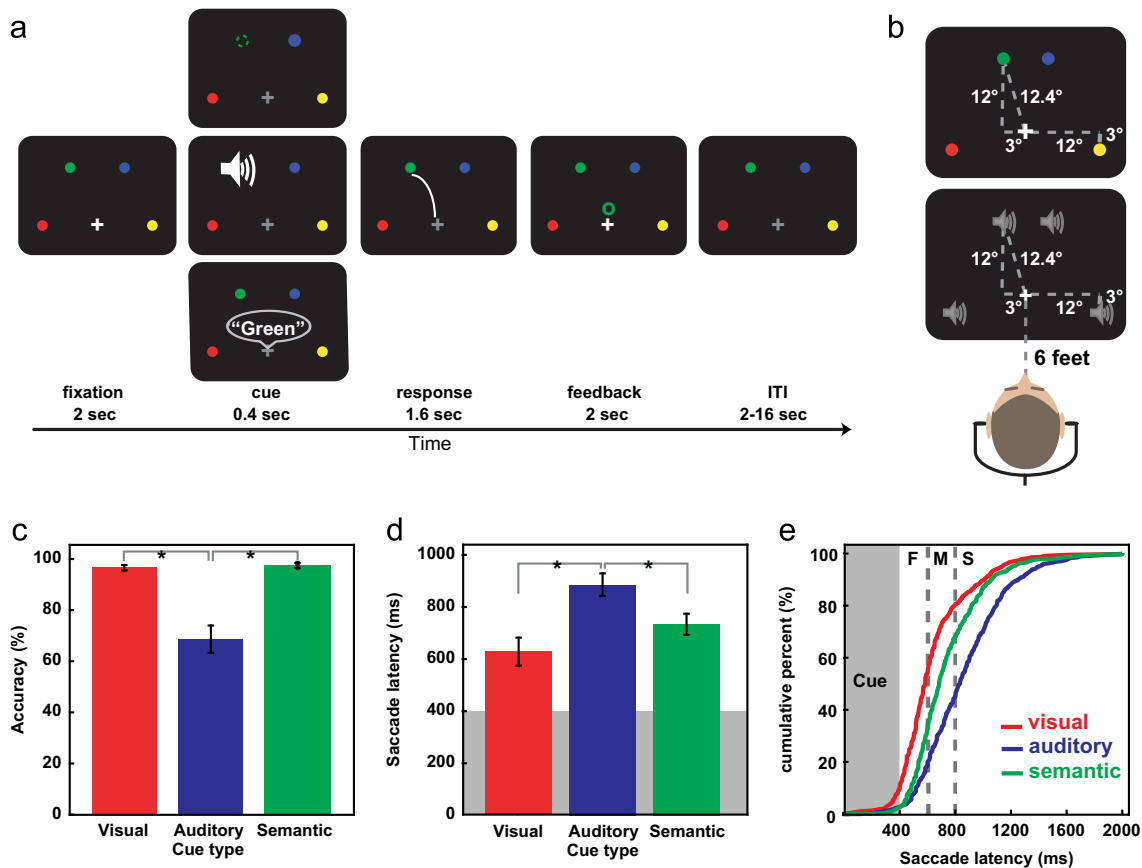 a
“Green”
fixation
2 sec
cue
0.4 sec
response
1.6 sec
feedback
2 sec
ITI
2-16 sec
Time
b
12°
12.4°
3°
12°
3°
12°
12.4°
3°
12°
3°
6 feet
c
Accuracy (%)
100
80
60
40
20
0
*
*
Visual
Auditory
Semantic
Cue type
d
Saccade latency (ms)
1000
800
600
400
200
0
*
*
Visual
Auditory
Semantic
Cue type
e
cumulative percent (%)
100
80
60
40
20
F
M
S
Cue
visual
auditory
semantic
400
800
1200
1600
2000
Saccade latency (ms)